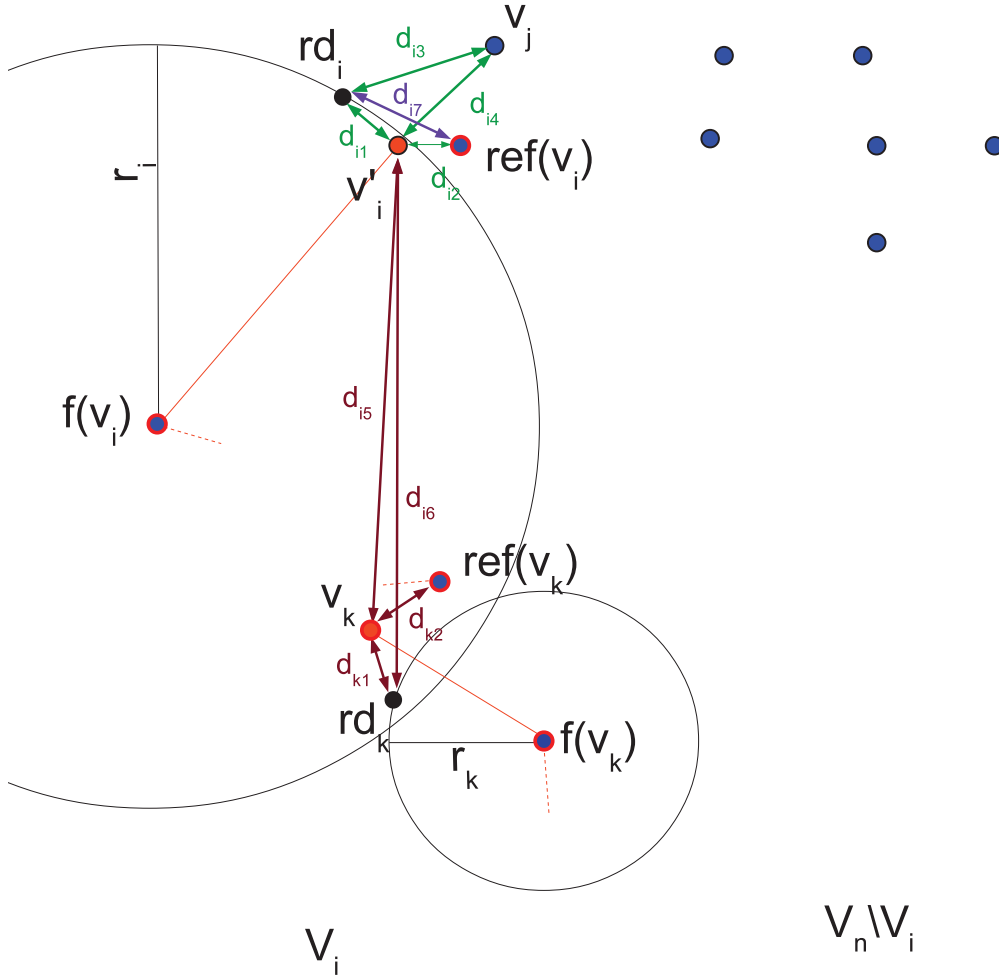 v_j
rd_i
d_i3
d_i7
d_i4
d_i1
ref(v_i)
r_i
d_i2
v'_i
f(v_i)
d_i5
d_i6
ref(v_k)
v_k
d_k2
d_k1
rd_k
f(v_k)
r_k
V_n\V_i
V_i